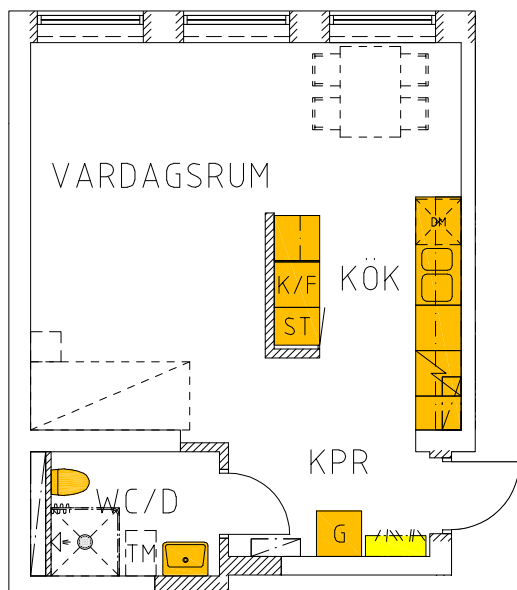 VARDAGSRUM
DM
K/F
KÖK
ST
KPR
WC/D
TM
G